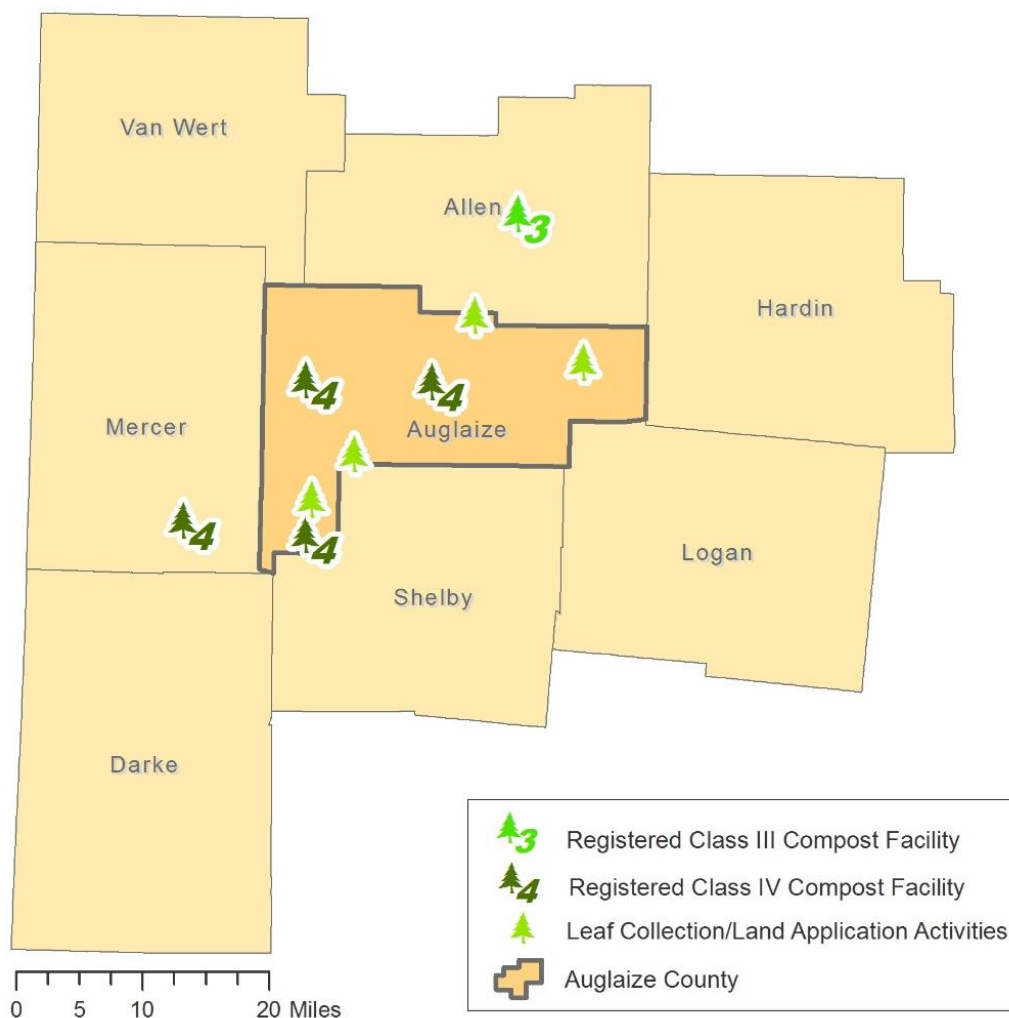 Van Wert
Allen
3
Hardin
4
4
Mercer
Auglaize
4
4
Logan
Shelby
Darke
3 Registered Class III Compost Facility
4 Registered Class IV Compost Facility
Leaf Collection/Land Application Activities
Auglaize County
0 5 10 20 Miles